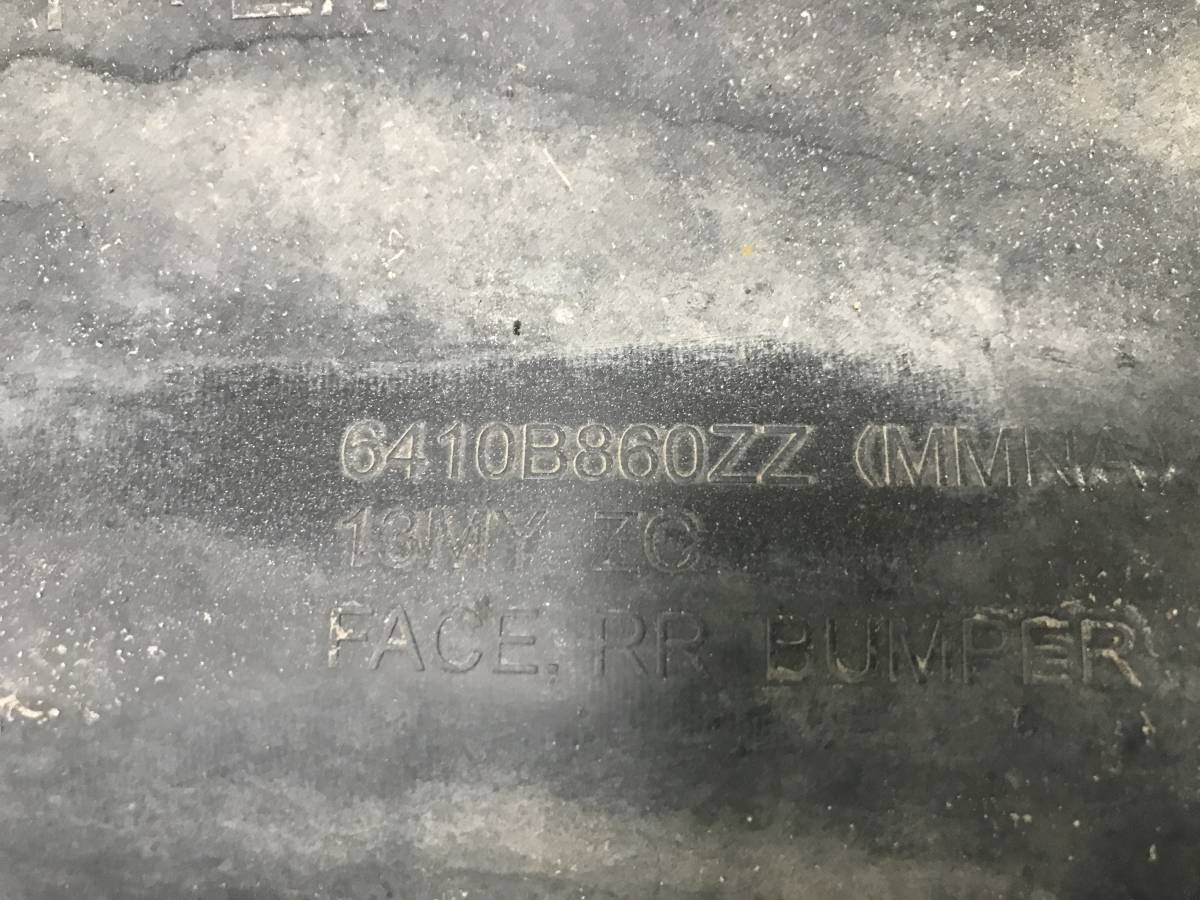 6410B860ZZ (MMNA)
13MY ZC
FACE, RR BUMPER